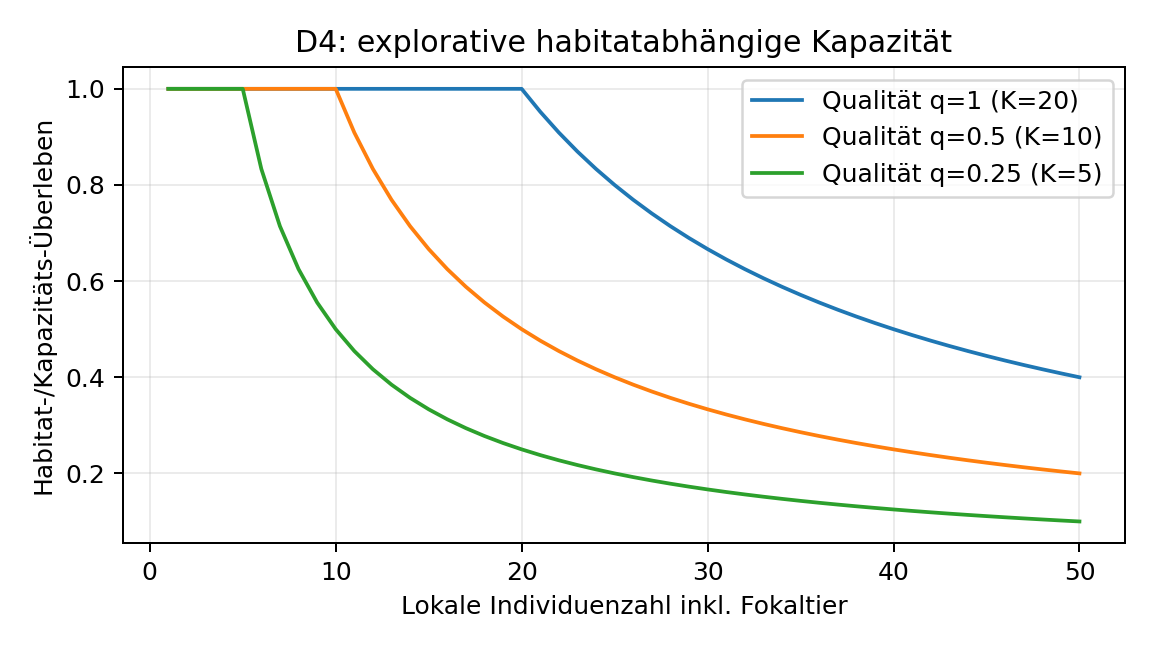 D4: explorative habitatabhängige Kapazität
Habitat-/Kapazitäts-Überleben
1.0
0.8
0.6
0.4
0.2
Qualität q=1 (K=20)
Qualität q=0.5 (K=10)
Qualität q=0.25 (K=5)
0 10 20 30 40 50
Lokale Individuenzahl inkl. Fokaltier